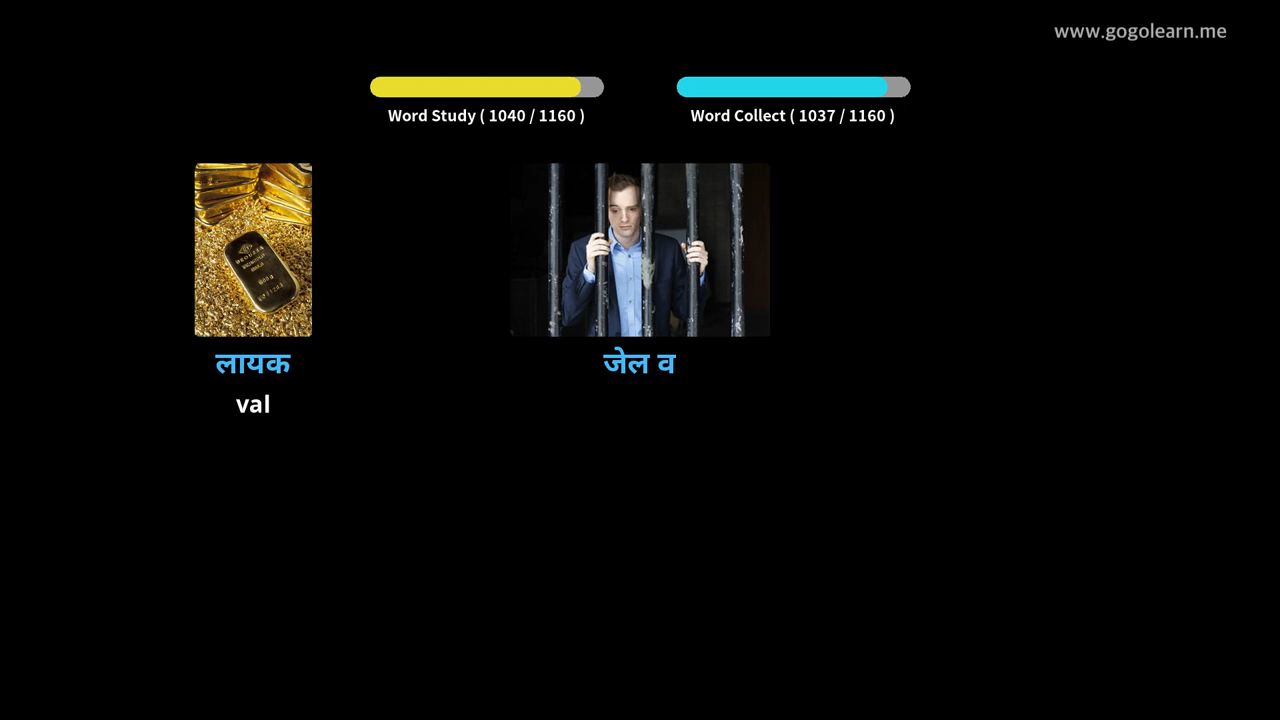 www.gogolearn.me
Word Study ( 1040 / 1160 )
Word Collect ( 1037 / 1160 )
लायक
जेल व
val